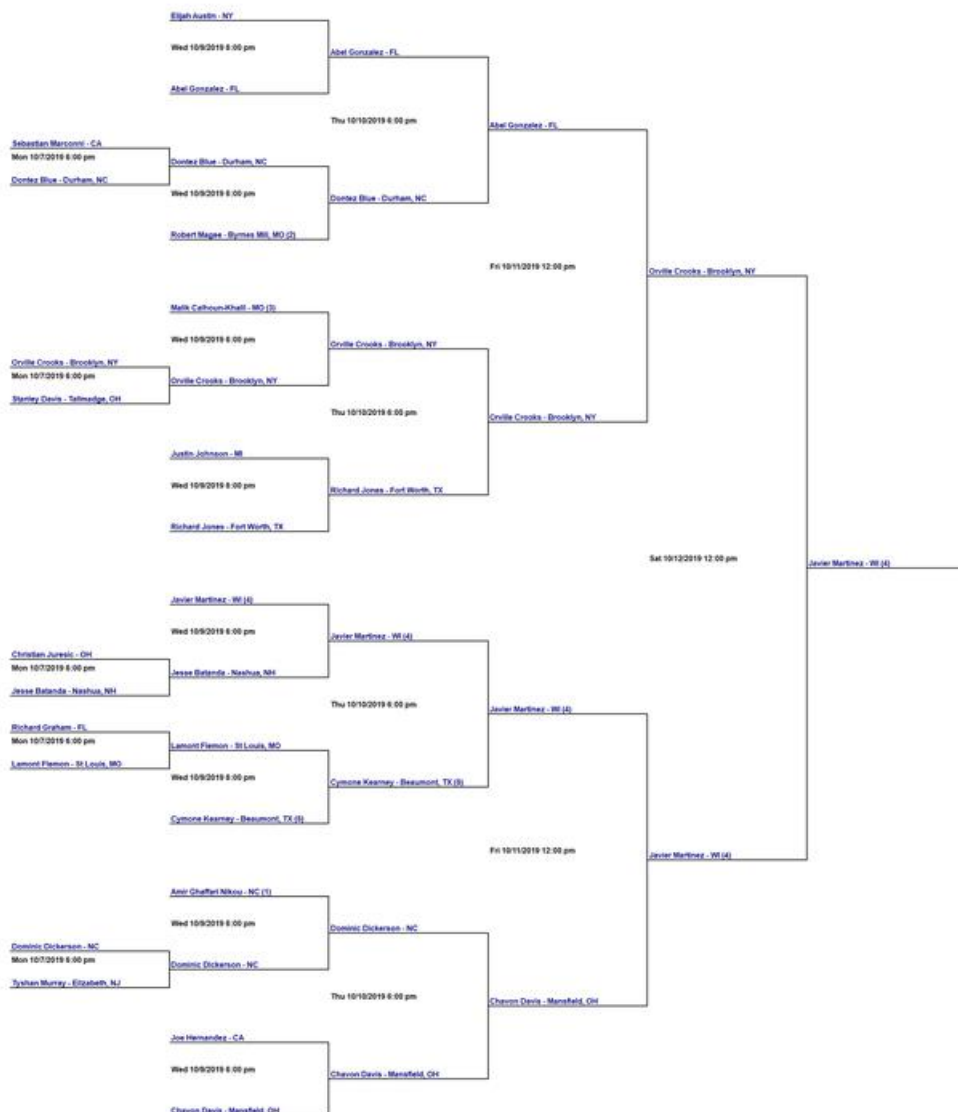 Elijah Austin - NY
Wed 10/9/2019 6:00 pm
Abel Gonzalez - FL
Abel Gonzalez - FL
Thu 10/10/2019 6:00 pm
Abel Gonzalez - FL
Sebastian Marconni - CA
Mon 10/7/2019 6:00 pm
Dontez Blue - Durham, NC
Dontez Blue - Durham, NC
Wed 10/9/2019 6:00 pm
Dontez Blue - Durham, NC
Robert Magee - Byrnes Mill, MO (2)
Fri 10/11/2019 12:00 pm
Orville Crooks - Brooklyn, NY
Malik Calhoun-Khalil - MO (3)
Wed 10/9/2019 6:00 pm
Orville Crooks - Brooklyn, NY
Orville Crooks - Brooklyn, NY
Mon 10/7/2019 6:00 pm
Orville Crooks - Brooklyn, NY
Stanley Davis - Tallmadge, OH
Thu 10/10/2019 6:00 pm
Orville Crooks - Brooklyn, NY
Justin Johnson - MI
Wed 10/9/2019 6:00 pm
Richard Jones - Fort Worth, TX
Richard Jones - Fort Worth, TX
Sat 10/12/2019 12:00 pm
Javier Martinez - WI (4)
Javier Martinez - WI (4)
Wed 10/9/2019 6:00 pm
Javier Martinez - WI (4)
Christian Juresic - OH
Mon 10/7/2019 6:00 pm
Jesse Batanda - Nashua, NH
Jesse Batanda - Nashua, NH
Thu 10/10/2019 6:00 pm
Javier Martinez - WI (4)
Richard Graham - FL
Mon 10/7/2019 6:00 pm
Lamont Flemon - St Louis, MO
Lamont Flemon - St Louis, MO
Wed 10/9/2019 6:00 pm
Cymone Kearney - Beaumont, TX (5)
Cymone Kearney - Beaumont, TX (5)
Fri 10/11/2019 12:00 pm
Javier Martinez - WI (4)
Amir Ghaffari Nikou - NC (1)
Wed 10/9/2019 6:00 pm
Dominic Dickerson - NC
Dominic Dickerson - NC
Mon 10/7/2019 6:00 pm
Dominic Dickerson - NC
Tyshan Murray - Elizabeth, NJ
Thu 10/10/2019 6:00 pm
Chavon Davis - Mansfield, OH
Joe Hernandez - CA
Wed 10/9/2019 6:00 pm
Chavon Davis - Mansfield, OH
Chavon Davis - Mansfield, OH